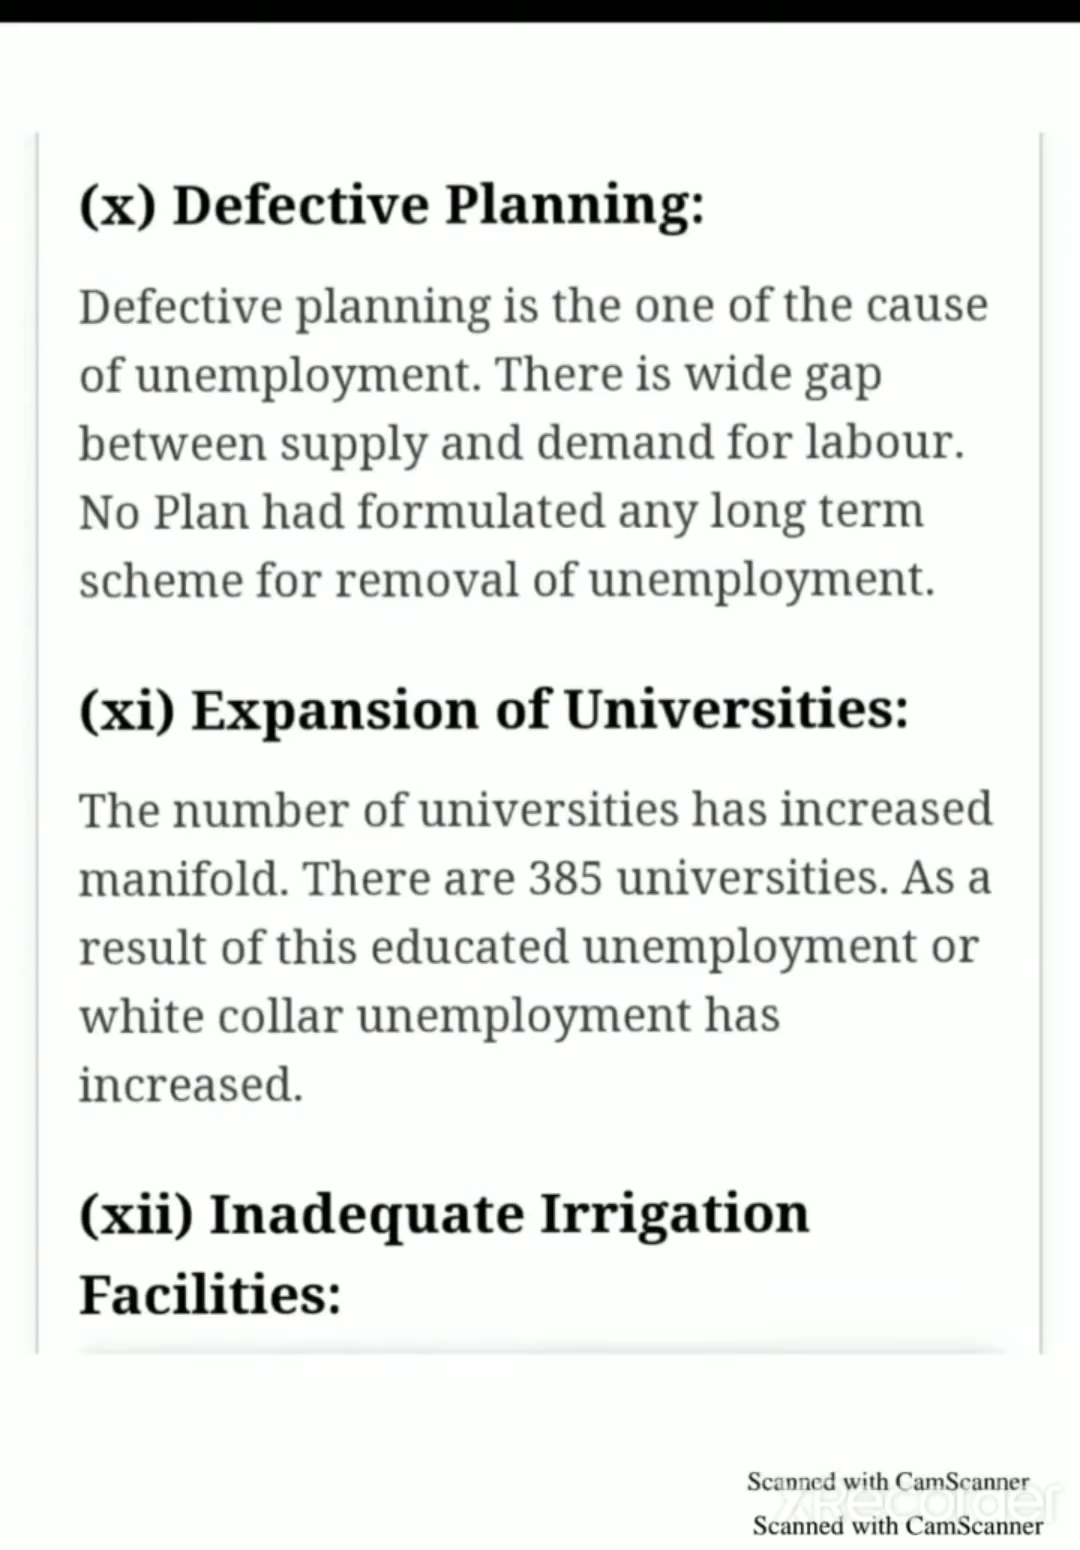 (x) Defective Planning:
Defective planning is the one of the cause
of unemployment. There is wide gap
between supply and demand for labour.
No Plan had formulated any long term
scheme for removal of unemployment.
(xi) Expansion of Universities:
The number of universities has increased
manifold. There are 385 universities. As a
result of this educated unemployment or
white collar unemployment has
increased.
(xii) Inadequate Irrigation
Facilities:
Scanned with CamScanner
XRecorder
Scanned with CamScanner